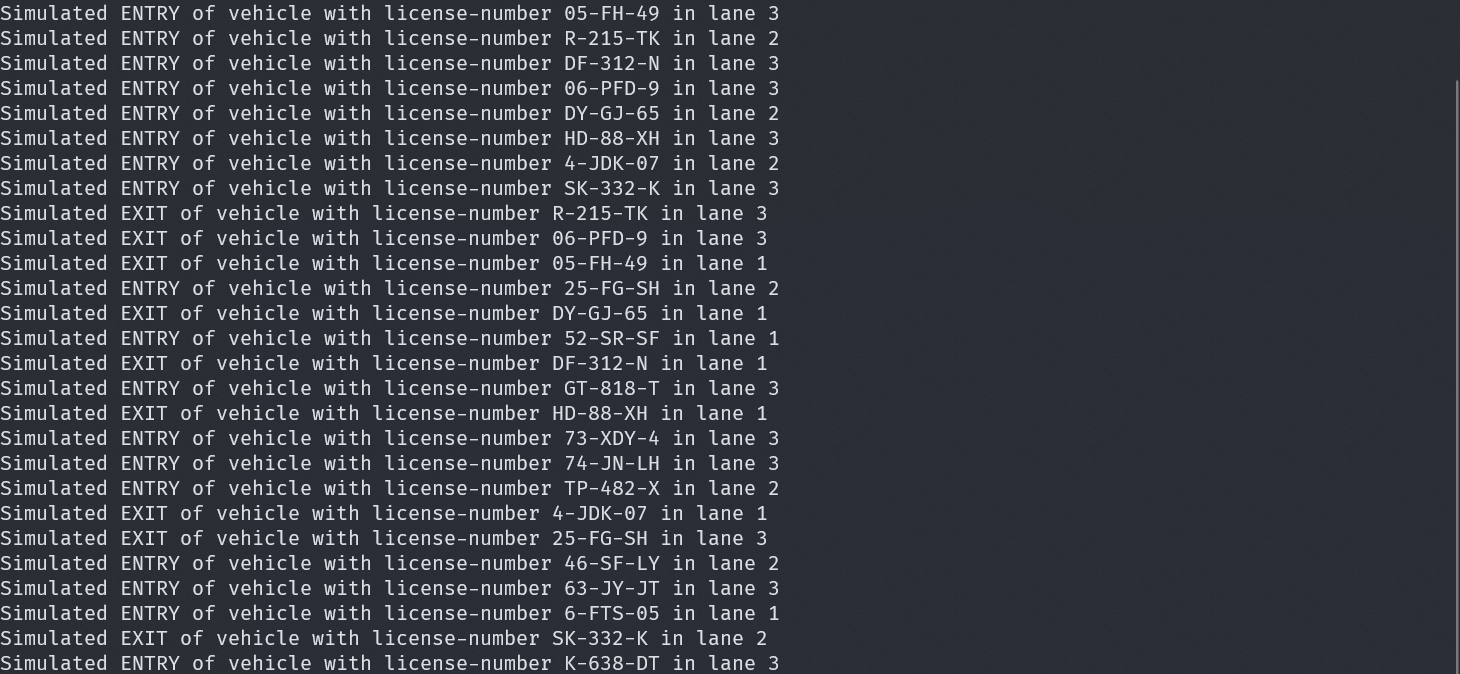 Simulated ENTRY of vehicle with license-number 05-FH-49 in lane 3
Simulated ENTRY of vehicle with license-number R-215-TK in lane 2
Simulated ENTRY of vehicle with license-number DF-312-N in lane 3
Simulated ENTRY of vehicle with license-number 06-PFD-9 in lane 3
Simulated ENTRY of vehicle with license-number DY-GJ-65 in lane 2
Simulated ENTRY of vehicle with license-number HD-88-XH in lane 3
Simulated ENTRY of vehicle with license-number 4-JDK-07 in lane 2
Simulated ENTRY of vehicle with license-number SK-332-K in lane 3
Simulated EXIT of vehicle with license-number R-215-TK in lane 3
Simulated EXIT of vehicle with license-number 06-PFD-9 in lane 3
Simulated EXIT of vehicle with license-number 05-FH-49 in lane 1
Simulated ENTRY of vehicle with license-number 25-FG-SH in lane 2
Simulated EXIT of vehicle with license-number DY-GJ-65 in lane 1
Simulated ENTRY of vehicle with license-number 52-SR-SF in lane 1
Simulated EXIT of vehicle with license-number DF-312-N in lane 1
Simulated ENTRY of vehicle with license-number GT-818-T in lane 3
Simulated EXIT of vehicle with license-number HD-88-XH in lane 1
Simulated ENTRY of vehicle with license-number 73-XDY-4 in lane 3
Simulated ENTRY of vehicle with license-number 74-JN-LH in lane 3
Simulated ENTRY of vehicle with license-number TP-482-X in lane 2
Simulated EXIT of vehicle with license-number 4-JDK-07 in lane 1
Simulated EXIT of vehicle with license-number 25-FG-SH in lane 3
Simulated ENTRY of vehicle with license-number 46-SF-LY in lane 2
Simulated ENTRY of vehicle with license-number 63-JY-JT in lane 3
Simulated ENTRY of vehicle with license-number 6-FTS-05 in lane 1
Simulated EXIT of vehicle with license-number SK-332-K in lane 2
Simulated ENTRY of vehicle with license-number K-638-DT in lane 3